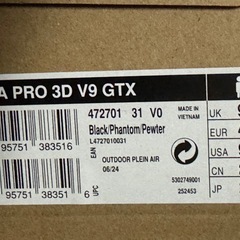 A PRO 3D V9 GTX
472701 31 V0
MADE IN
VIETNAM
Black/Phantom/Pewter
L4727010031
95751 383516
OUTDOOR PLEIN AIR
06/24
5302749001
252453
95751 38351 6
UPC
UK
EUR
USA
CN
JP